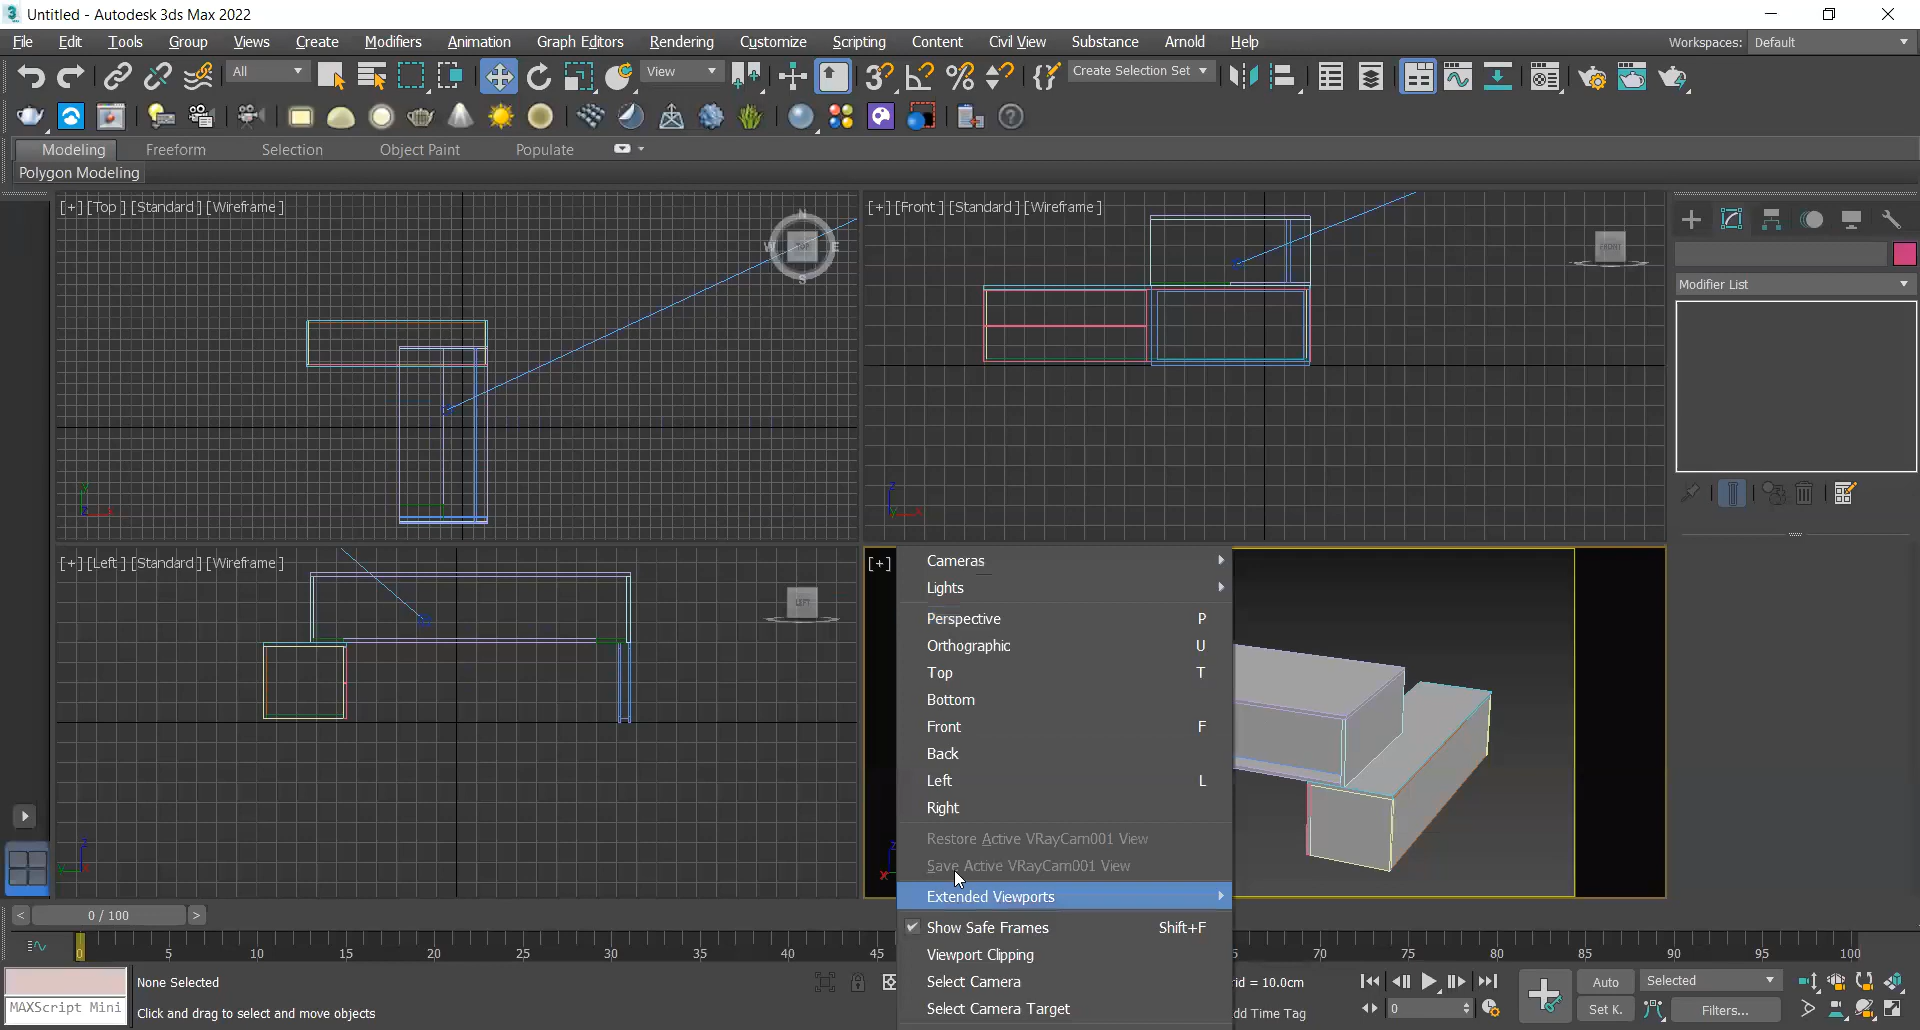 Untitled - Autodesk 3ds Max 2022
File Edit Tools Group Views Create Modifiers Animation Graph Editors Rendering Customize Scripting Content Civil View Substance Arnold Help Workspaces: Default
All View Create Selection Set
Modeling Freeform Selection Object Paint Populate
Polygon Modeling
[+] [Top ] [Standard ] [Wireframe ]
[+] [Front ] [Standard ] [Wireframe ]
N
W TOP E
S
FRONT
Modifier List
[+] [Left ] [Standard ] [Wireframe ]
LEFT
[+]
Cameras
Lights
Perspective P
Orthographic U
Top T
Bottom
Front F
Back
Left L
Right
Restore Active VRayCam001 View
Save Active VRayCam001 View
Extended Viewports
Show Safe Frames Shift+F
Viewport Clipping
Select Camera
Select Camera Target
< 0 / 100 >
0 5 10 15 20 25 30 35 40 45 5 70 75 80 85 90 95 100
None Selected
MAXScript Mini
Click and drag to select and move objects
rid = 10.0cm
dd Time Tag
0
Auto Selected
Set K. Filters...